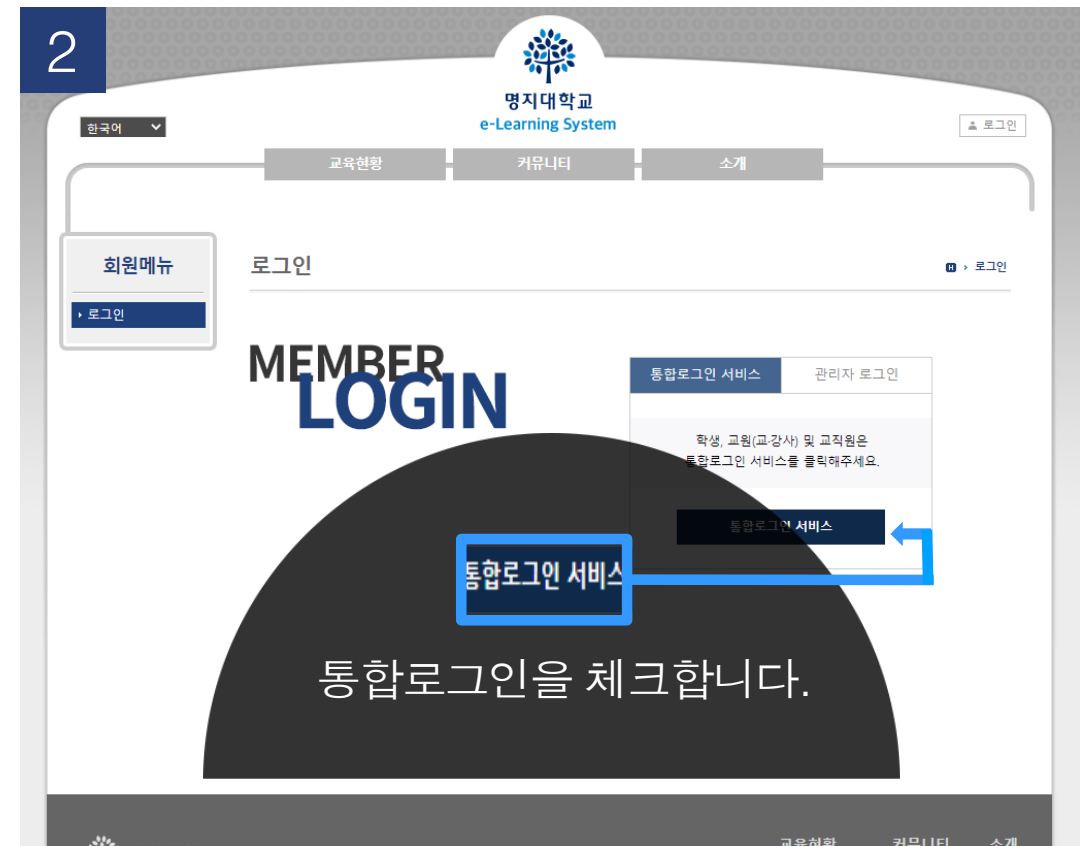 2
명지대학교
e-Learning System
한국어
로그인
교육현황
커뮤니티
소개
회원메뉴
로그인
로그인
로그인
MEMBER
LOGIN
통합로그인 서비스
관리자 로그인
학생, 교원(교·강사) 및 교직원은
통합로그인 서비스를 클릭해주세요.
통합로그인 서비스
통합로그인 서비스
통합로그인을 체크합니다.
교육현황
커뮤니티
소개